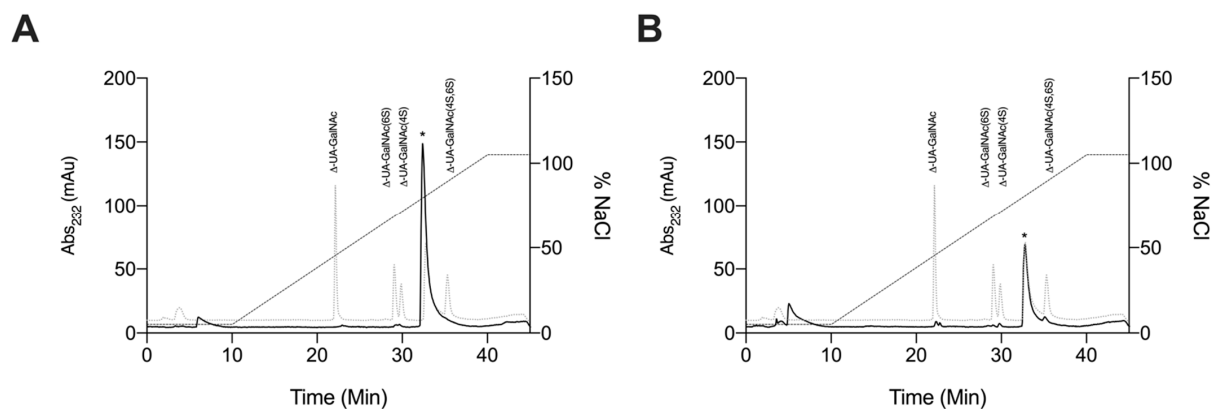 A
B
200
150
100
50
0
Abs232 (mAu)
Δ-UA-GalNAc
Δ-UA-GalNAc(6S)
Δ-UA-GalNAc(4S)
*
Δ-UA-GalNAc(4S,6S)
150
100
50
0
% NaCl
0
10
20
30
40
Time (Min)
200
150
100
50
0
Abs232 (mAu)
Δ-UA-GalNAc
Δ-UA-GalNAc(6S)
Δ-UA-GalNAc(4S)
*
Δ-UA-GalNAc(4S,6S)
150
100
50
0
% NaCl
0
10
20
30
40
Time (Min)